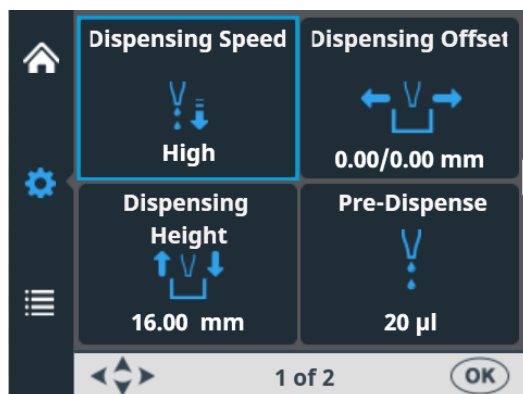 Dispensing Speed
High
Dispensing Offset
0.00/0.00 mm
Dispensing
Height
16.00 mm
Pre-Dispense
20 µl
1 of 2
OK